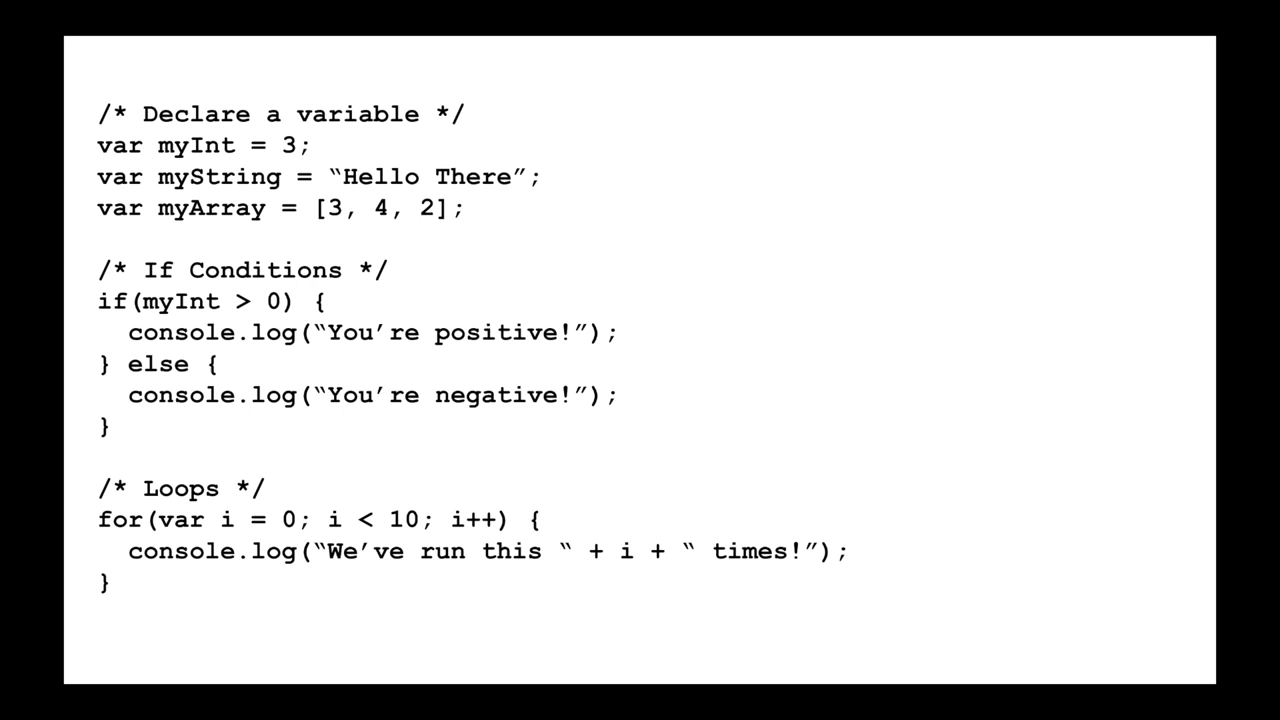 /* Declare a variable */
var myInt = 3;
var myString = “Hello There”;
var myArray = [3, 4, 2];
/* If Conditions */
if(myInt > 0) {
  console.log(“You’re positive!”);
} else {
  console.log(“You’re negative!”);
}
/* Loops */
for(var i = 0; i < 10; i++) {
  console.log(“We’ve run this “ + i + “ times!”);
}